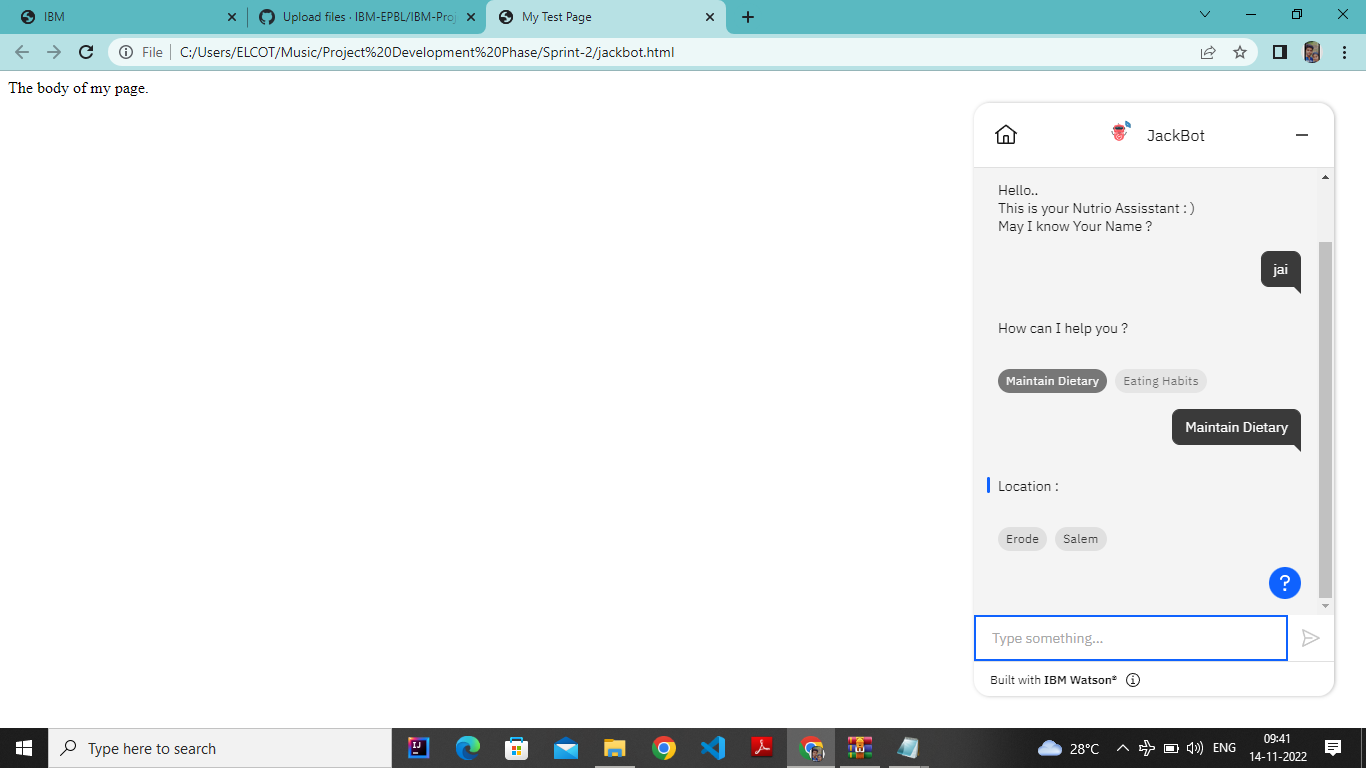 IBM
Upload files · IBM-EPBL/IBM-Proj
My Test Page
File
C:/Users/ELCOT/Music/Project%20Development%20Phase/Sprint-2/jackbot.html
The body of my page.
JackBot
Hello..
This is your Nutrio Assisstant : )
May I know Your Name ?
jai
How can I help you ?
Maintain Dietary
Eating Habits
Maintain Dietary
Location :
Erode
Salem
?
Type something...
Built with IBM Watson®
Type here to search
28°C
ENG
09:41
14-11-2022